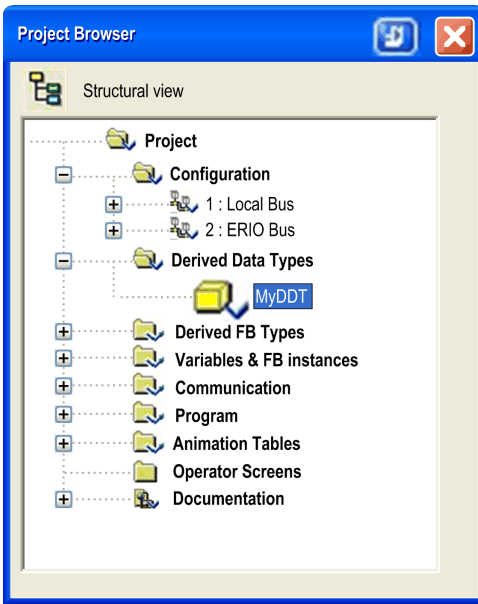 Project Browser
Structural view
Project
Configuration
1 : Local Bus
2 : ERIO Bus
Derived Data Types
MyDDT
Derived FB Types
Variables & FB instances
Communication
Program
Animation Tables
Operator Screens
Documentation